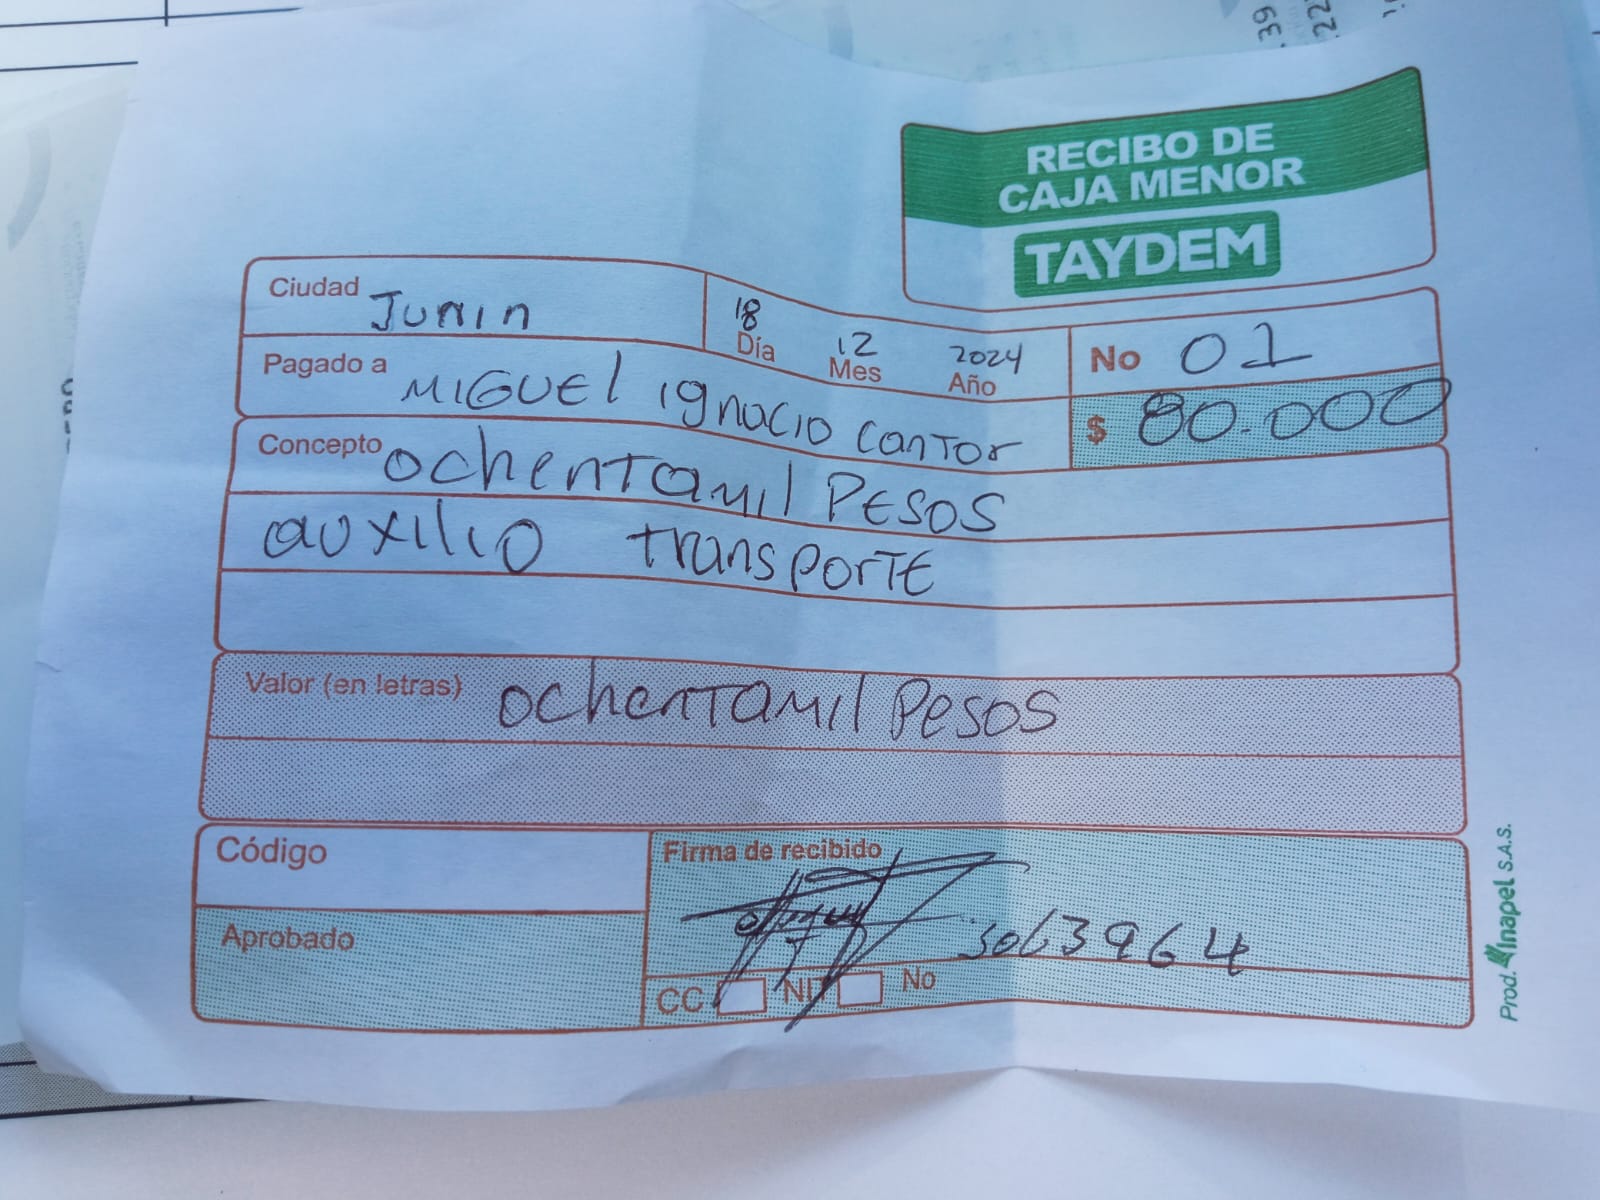 RECIBO DE
CAJA MENOR
TAYDEM
Ciudad Junin
18 12 2024
Día Mes Año
No 01
Pagado a MIGUEl ignacio canTor
$ 80.000
Concepto ochenTamil PESOS
auxilio transporTE
Valor (en letras) ochenTamil Pesos
Código
Firma de recibido
Aprobado
3063964
CC NIT No
Prod. Inapel S.A.S.